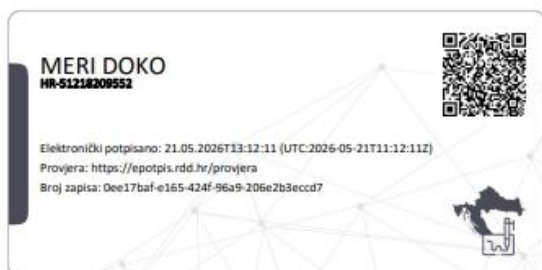 MERI DOKO
HR-51218209552
Elektronički potpisano: 21.05.2026T13:12:11 (UTC:2026-05-21T11:12:11Z)
Provjera: https://epotpis.rdd.hr/provjera
Broj zapisa: 0ee17baf-e165-424f-96a9-206e2b3eccd7